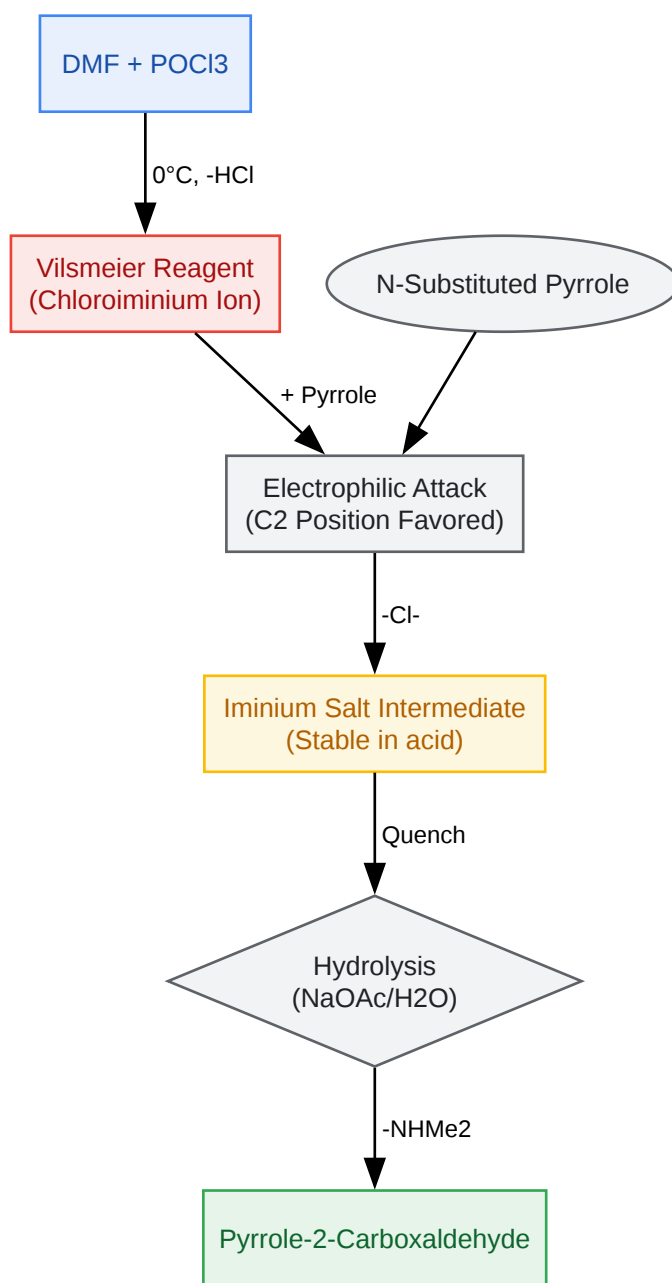 DMF + POCl3
0°C, -HCl
Vilsmeier Reagent
(Chloroiminium Ion)
N-Substituted Pyrrole
+ Pyrrole
Electrophilic Attack
(C2 Position Favored)
-Cl-
Iminium Salt Intermediate
(Stable in acid)
Quench
Hydrolysis
(NaOAc/H2O)
-NHMe2
Pyrrole-2-Carboxaldehyde